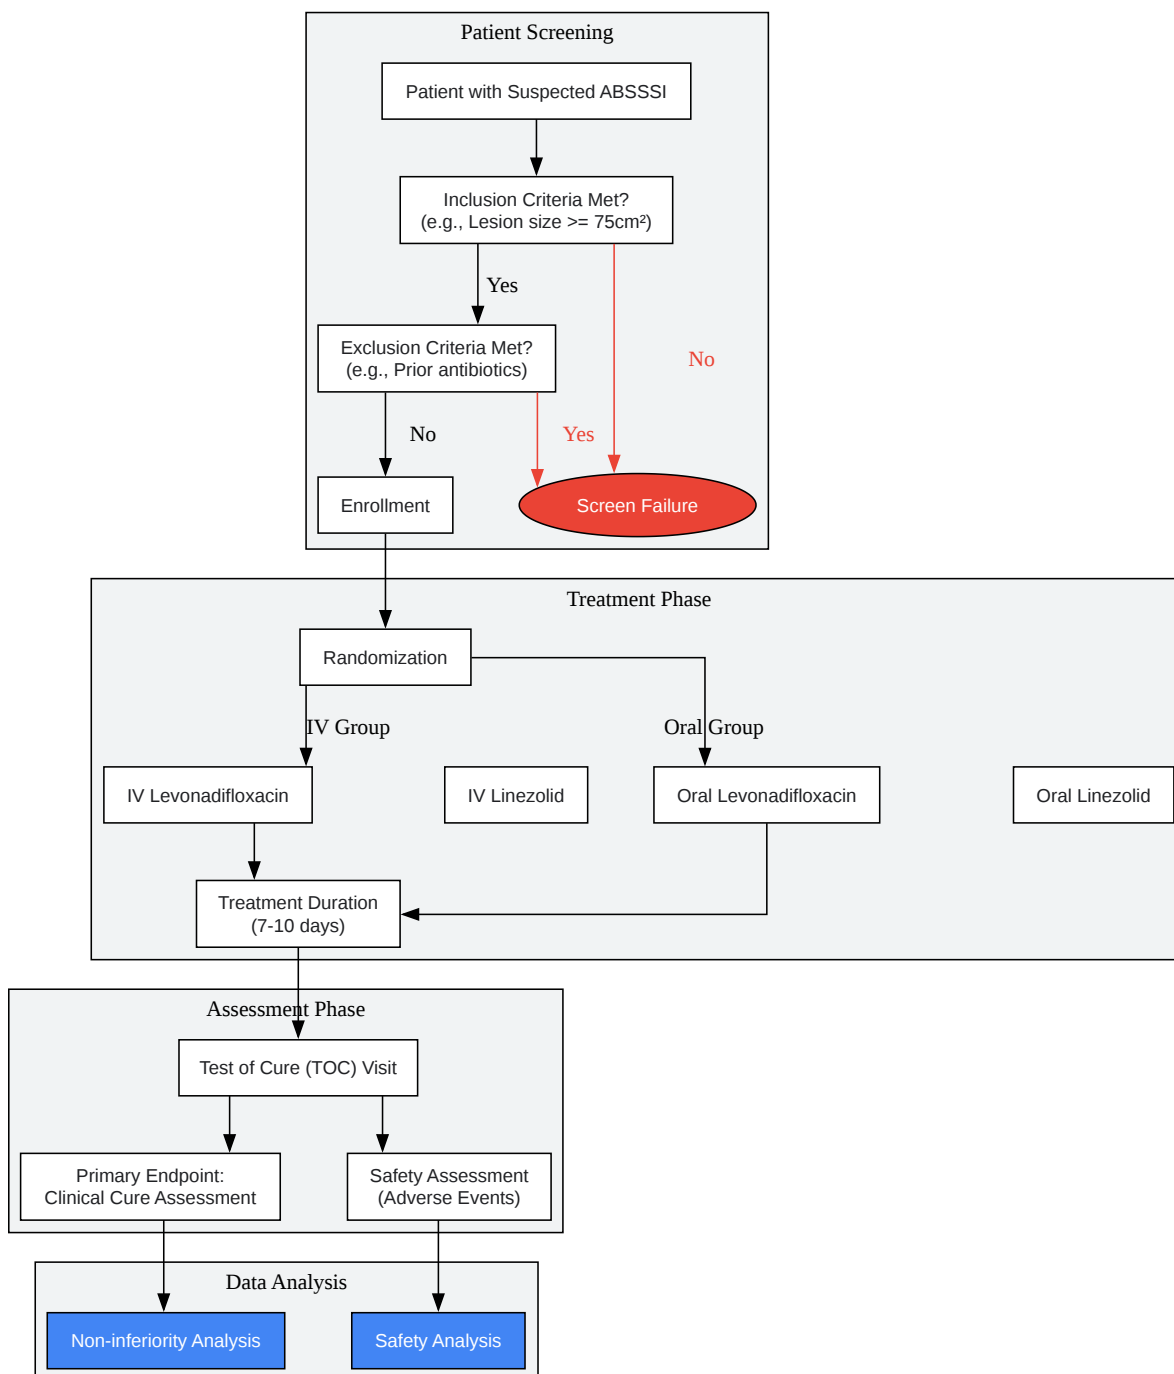 Patient Screening
Patient with Suspected ABSSSI
Inclusion Criteria Met?
(e.g., Lesion size >= 75cm²)
Yes
Exclusion Criteria Met?
(e.g., Prior antibiotics)
No
No
Yes
Enrollment
Screen Failure
Treatment Phase
Randomization
IV Group
Oral Group
IV Levonadifloxacin
IV Linezolid
Oral Levonadifloxacin
Oral Linezolid
Treatment Duration
(7-10 days)
Assessment Phase
Test of Cure (TOC) Visit
Primary Endpoint:
Clinical Cure Assessment
Safety Assessment
(Adverse Events)
Data Analysis
Non-inferiority Analysis
Safety Analysis